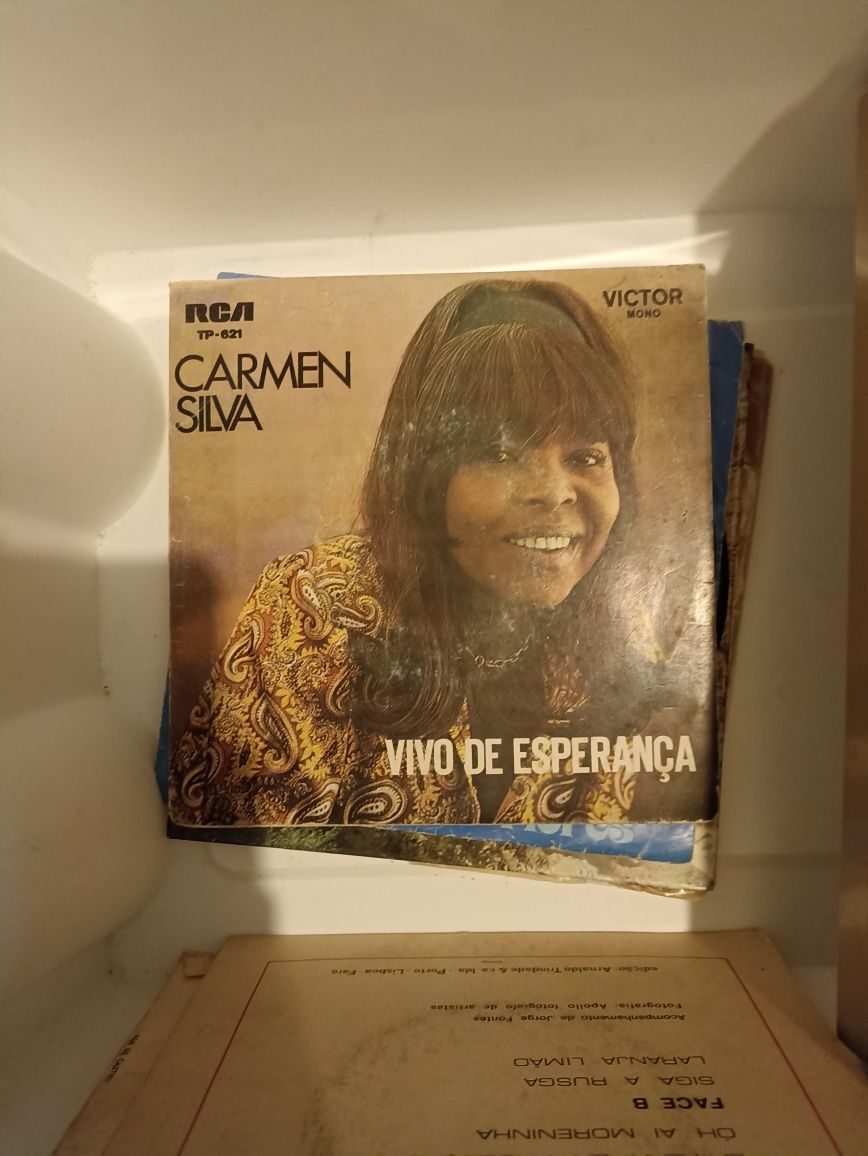 RCA
TP-621
VICTOR
MONO
CARMEN
SILVA
VIVO DE ESPERANÇA
ÓH AI MORENINHA
FACE B
SIGA A RUSGA
LARANJA LIMÃO
Acompanhamento de Jorge Fontes
Fotografia: Apollo fotógrafo de artistas
edição: Arnaldo Trindade & ca lda - Porto - Lisboa - Faro